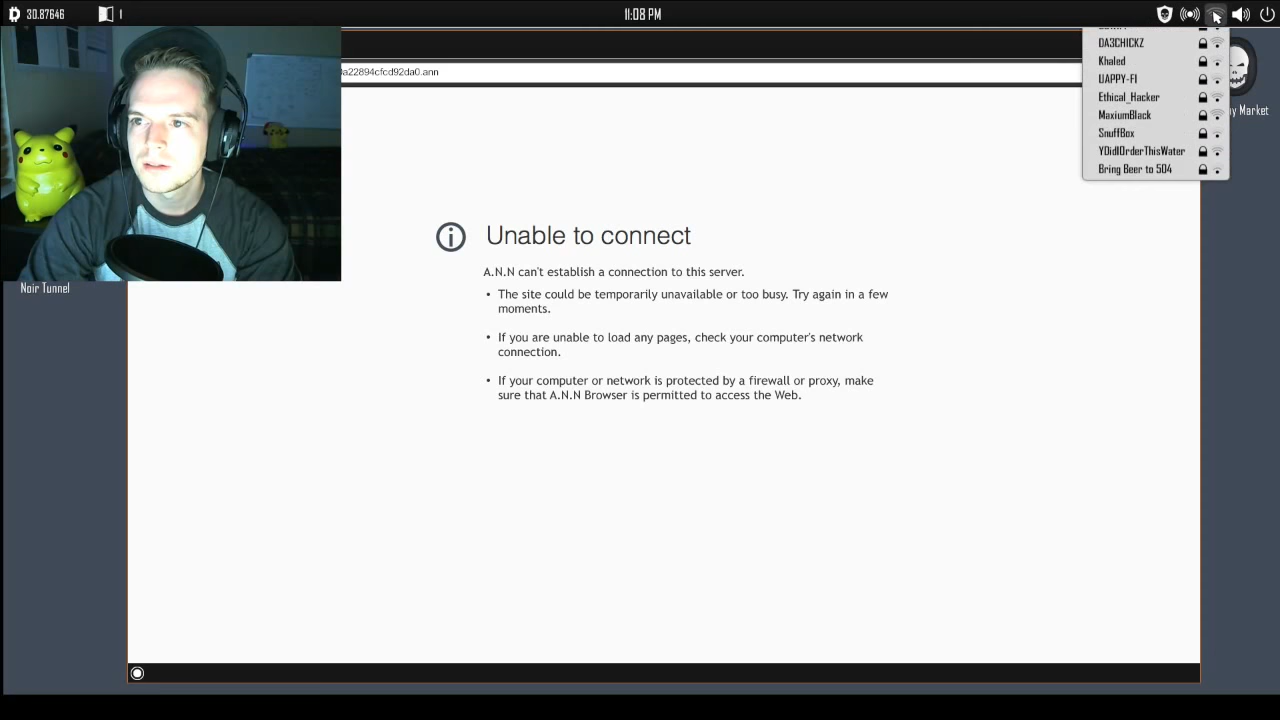 30.87646
1
11:08 PM
0a22894cfcd92da0.ann
DA3CHICKZ
Khaled
Ethical_Hacker
MaxiumBlack
SnuffBox
YDidIOrderThisWater
Bring Beer to 504
y Market
Noir Tunnel
Unable to connect
A.N.N can't establish a connection to this server.
• The site could be temporarily unavailable or too busy. Try again in a few
moments.
• If you are unable to load any pages, check your computer's network
connection.
• If your computer or network is protected by a firewall or proxy, make
sure that A.N.N Browser is permitted to access the Web.